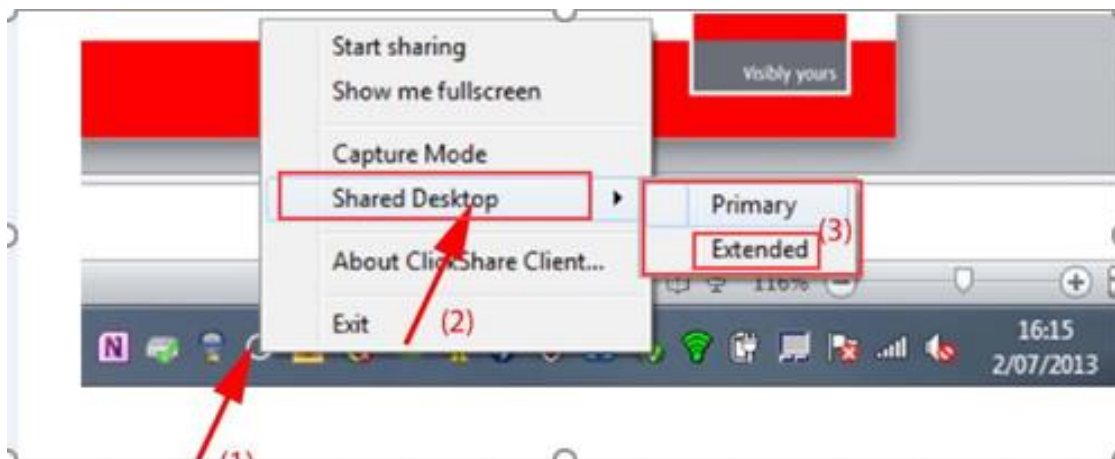 Start sharing
Visibly yours
Show me fullscreen
Capture Mode
Shared Desktop
Primary
(3)
Extended
About ClickShare Client...
116%
Exit
(2)
N
16:15
2/07/2013
(1)